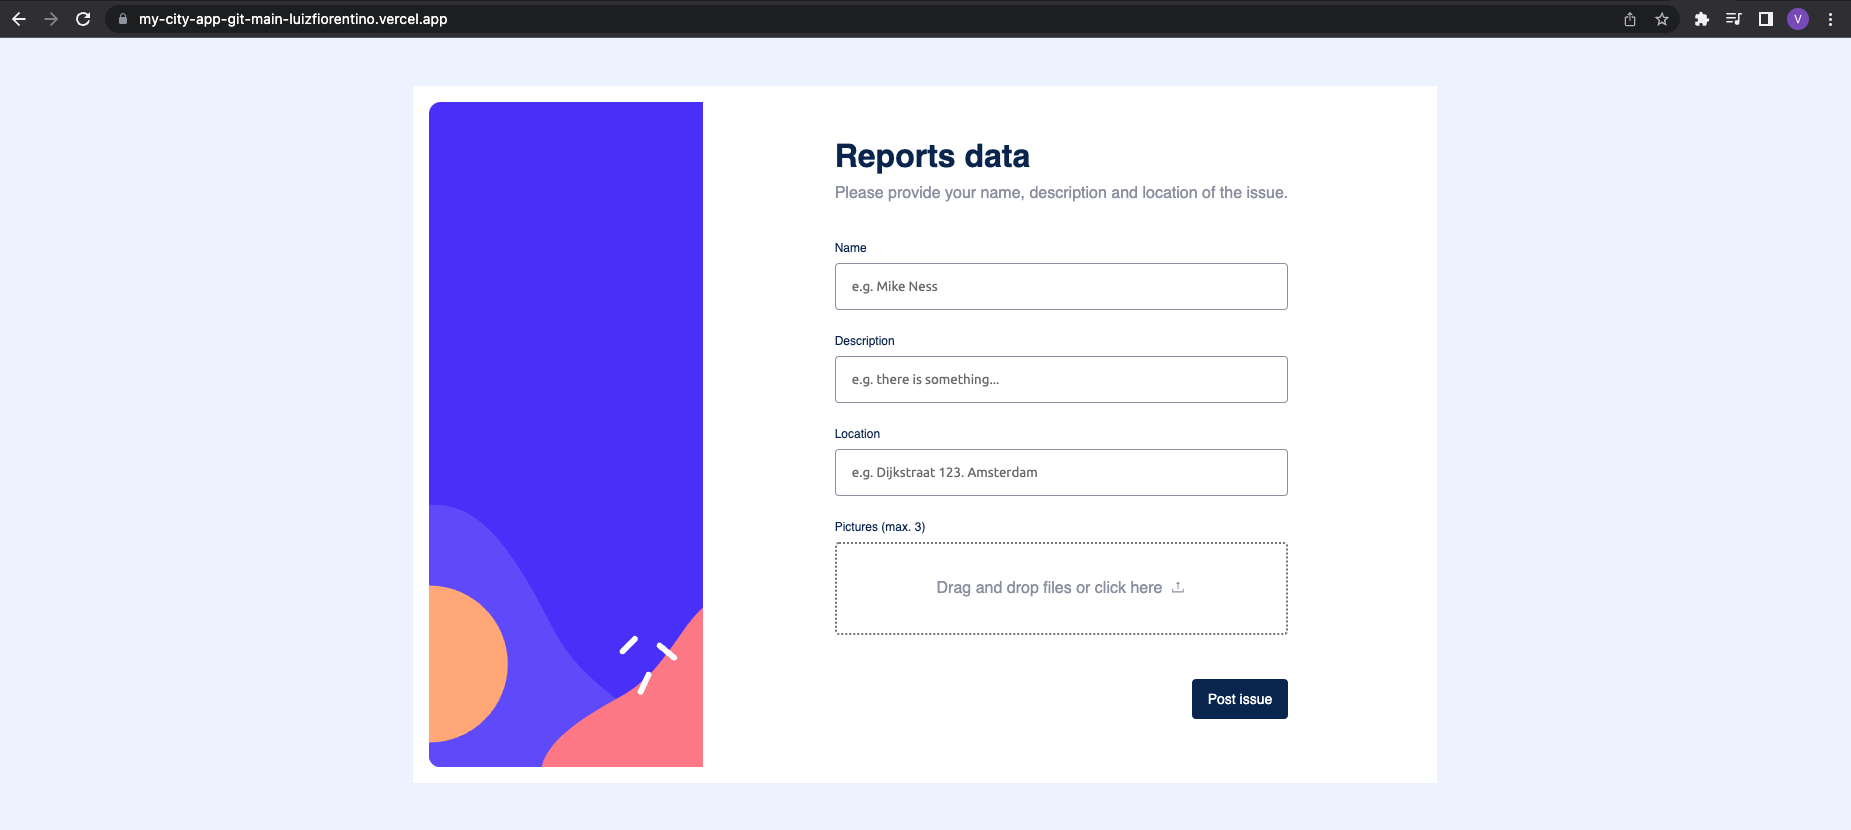 my-city-app-git-main-luizfiorentino.vercel.app
V
Reports data
Please provide your name, description and location of the issue.
Name
e.g. Mike Ness
Description
e.g. there is something...
Location
e.g. Dijkstraat 123. Amsterdam
Pictures (max. 3)
Drag and drop files or click here
Post issue